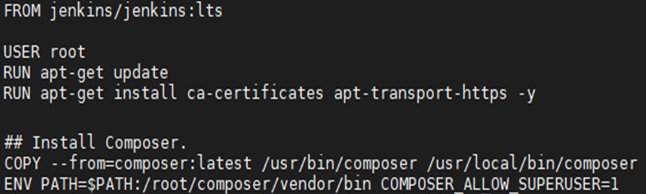 FROM jenkins/jenkins:lts
USER root
RUN apt-get update
RUN apt-get install ca-certificates apt-transport-https -y
## Install Composer.
COPY --from=composer:latest /usr/bin/composer /usr/local/bin/composer
ENV PATH=$PATH:/root/composer/vendor/bin COMPOSER_ALLOW_SUPERUSER=1